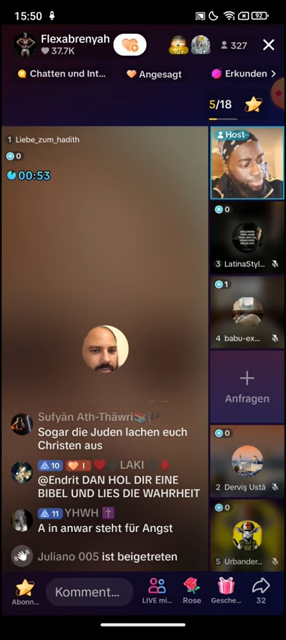 15:50
92
Flexabrenyah
37.7K
327
Chatten und Int...
Angesagt
Erkunden
5/18
1 Liebe_zum_hadith
0
00:53
Host
0
3 LatinaStyl...
1
4 babu-ex...
Anfragen
0
2 Derviş Ustā
0
5 Urbander...
Sufyān Ath-Thāwri
Sogar die Juden lachen euch
Christen aus
10 1 LAKI
@Endrit DAN HOL DIR EINE
BIBEL UND LIES DIE WAHRHEIT
11 YHWH
A in anwar steht für Angst
Juliano 005 ist beigetreten
Abonn...
Komment...
LIVE mi...
Rose
Gesche...
32